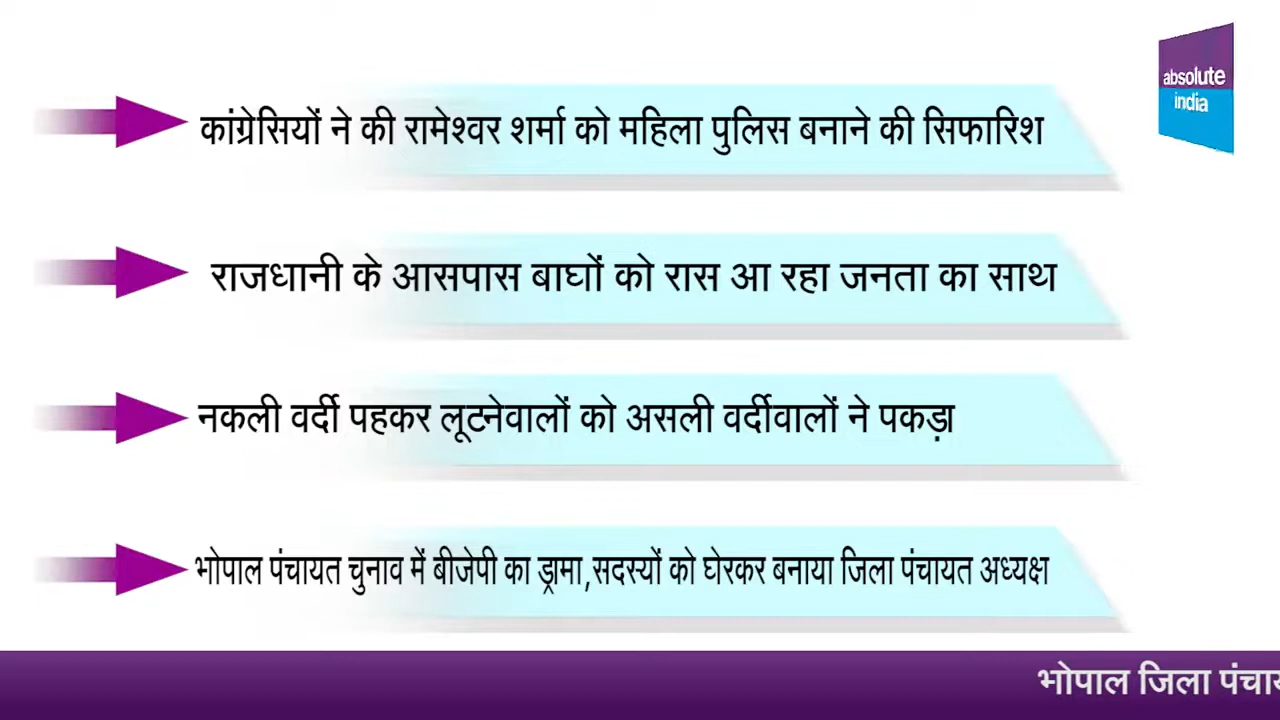 absolute
india
कांग्रेसियों ने की रामेश्वर शर्मा को महिला पुलिस बनाने की सिफारिश
राजधानी के आसपास बाघों को रास आ रहा जनता का साथ
नकली वर्दी पहकर लूटनेवालों को असली वर्दीवालों ने पकड़ा
भोपाल पंचायत चुनाव में बीजेपी का ड्रामा,सदस्यों को घेरकर बनाया जिला पंचायत अध्यक्ष
भोपाल जिला